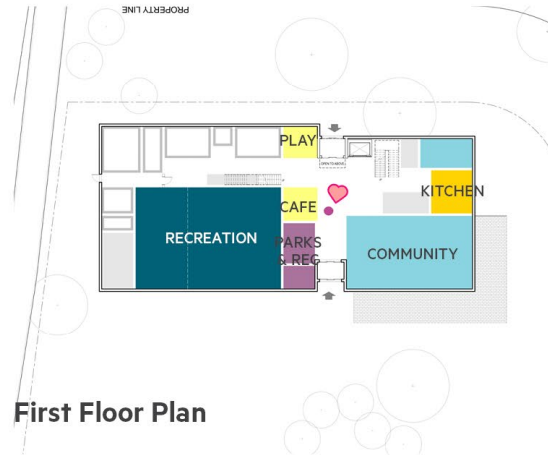 PROPERTY LINE
PLAY
OPEN TO ABOVE
KITCHEN
CAFE
RECREATION
PARKS
& REC
COMMUNITY
First Floor Plan